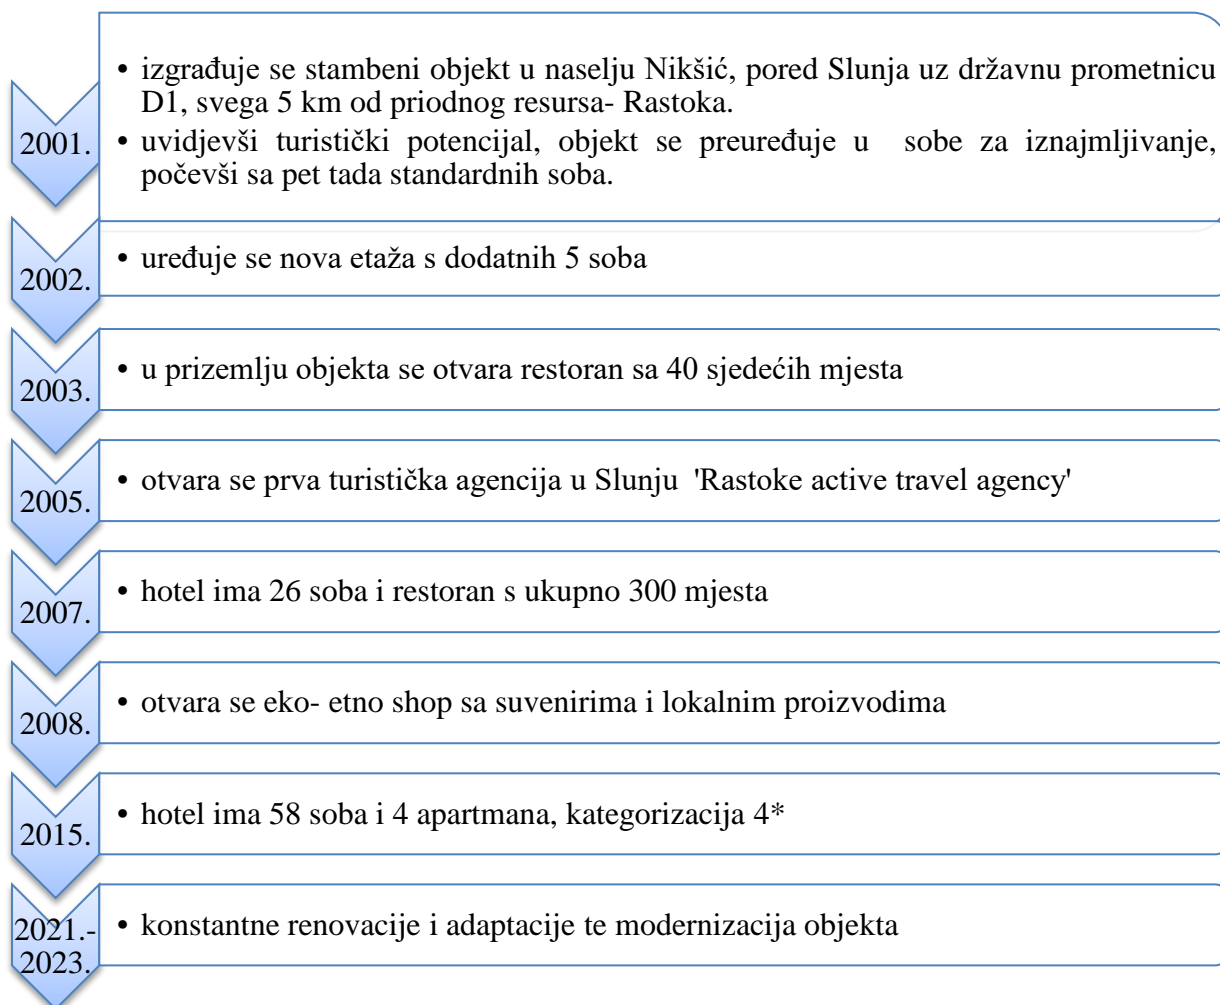 2001.
• izgrađuje se stambeni objekt u naselju Nikšić, pored Slunja uz državnu prometnicu
D1, svega 5 km od priodnog resursa- Rastoka.
• uvidjevši turistički potencijal, objekt se preuređuje u sobe za iznajmljivanje,
počevši sa pet tada standardnih soba.
2002.
• uređuje se nova etaža s dodatnih 5 soba
2003.
• u prizemlju objekta se otvara restoran sa 40 sjedećih mjesta
2005.
• otvara se prva turistička agencija u Slunju 'Rastoke active travel agency'
2007.
• hotel ima 26 soba i restoran s ukupno 300 mjesta
2008.
• otvara se eko- etno shop sa suvenirima i lokalnim proizvodima
2015.
• hotel ima 58 soba i 4 apartmana, kategorizacija 4*
2021.-
2023.
• konstantne renovacije i adaptacije te modernizacija objekta